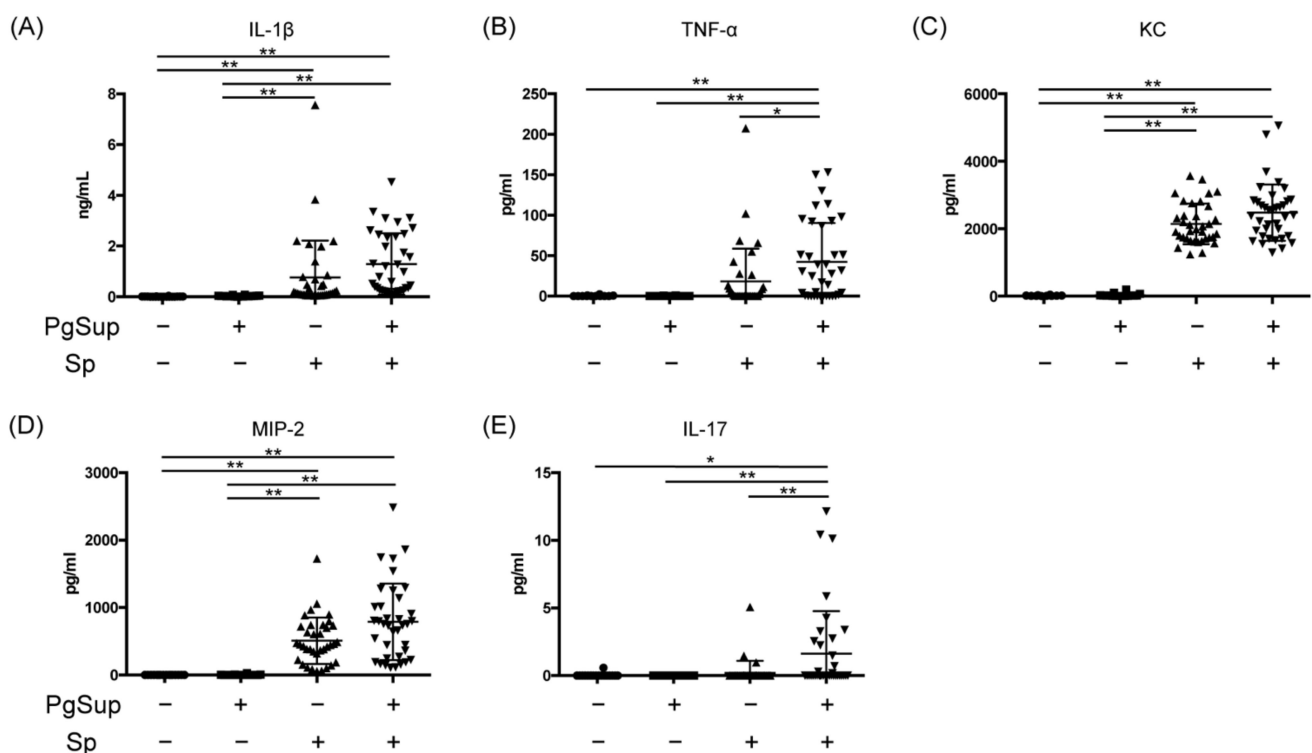 (A) IL-1β
**
**
**
**
ng/mL
8
6
4
2
0
PgSup − + − +
Sp − − + +
(B) TNF-α
**
**
*
pg/ml
250
200
150
100
50
0
− + − +
− − + +
(C) KC
**
**
**
**
pg/ml
6000
4000
2000
0
− + − +
− − + +
(D) MIP-2
**
**
**
**
pg/ml
3000
2000
1000
0
PgSup − + − +
Sp − − + +
(E) IL-17
*
**
**
pg/ml
15
10
5
0
− + − +
− − + +